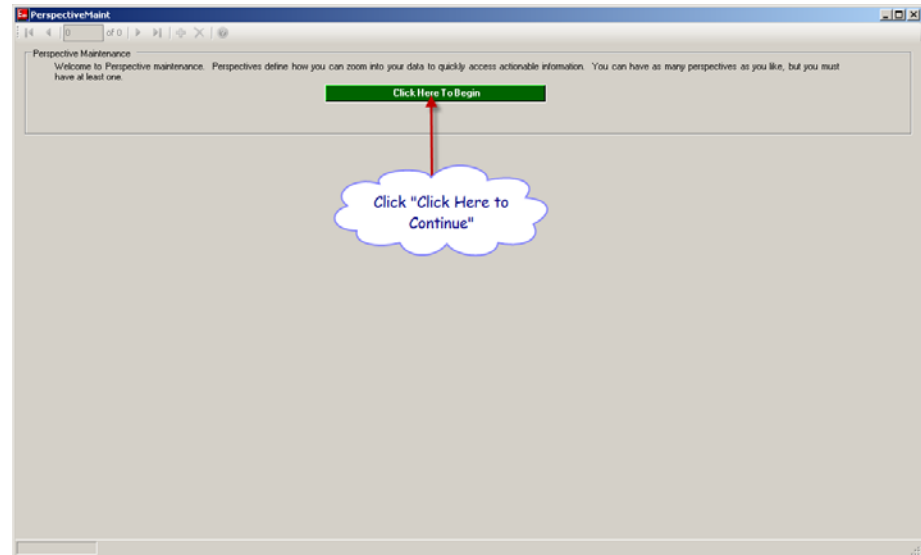 PerspectiveMaint
0 of 0
Perspective Maintenance
Welcome to Perspective maintenance. Perspectives define how you can zoom into your data to quickly access actionable information. You can have as many perspectives as you like, but you must
have at least one.
Click Here To Begin
Click "Click Here to
Continue"